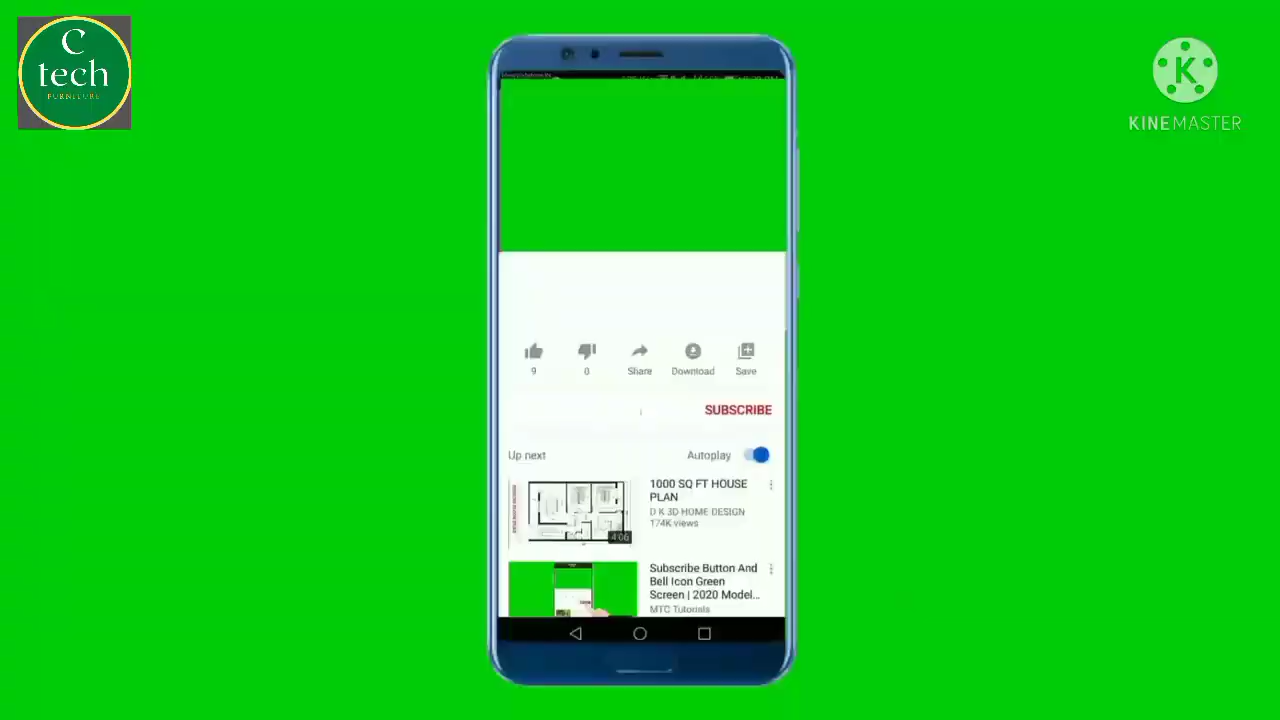 C
tech
FURNITURE
KINEMASTER
9
0
Share
Download
Save
SUBSCRIBE
Up next
Autoplay
1000 SQ FT HOUSE
PLAN
D K 3D HOME DESIGN
174K views
4:06
Subscribe Button And
Bell Icon Green
Screen | 2020 Model...
MTC Tutorials